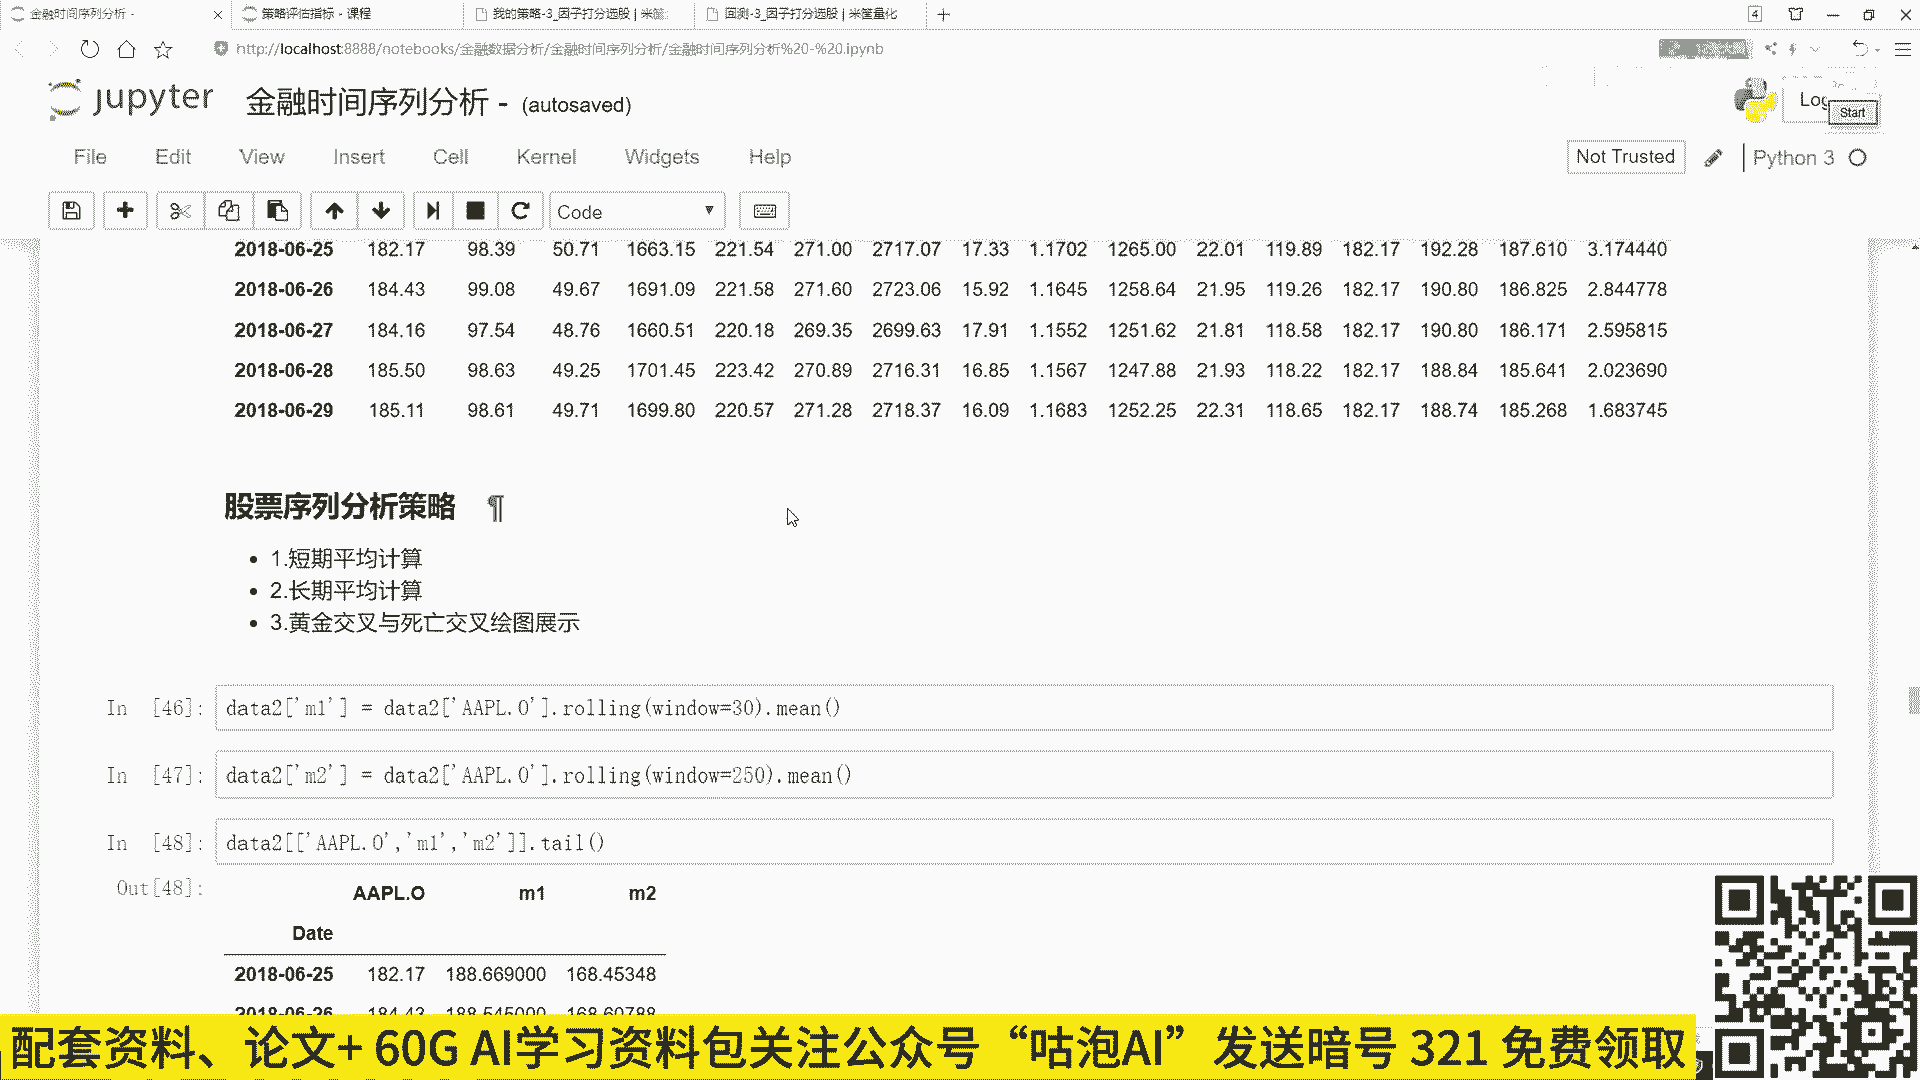 金融时间序列分析 -
策略评估指标 - 课程
我的策略-3_因子打分选股 | 米筐
回测-3_因子打分选股 | 米筐量化
4
http://localhost:8888/notebooks/金融数据分析/金融时间序列分析/金融时间序列分析%20-%20.ipynb
jupyter 金融时间序列分析 - (autosaved)
Log
Start
File Edit View Insert Cell Kernel Widgets Help
Not Trusted
Python 3
Code
2018-06-25 182.17 98.39 50.71 1663.15 221.54 271.00 2717.07 17.33 1.1702 1265.00 22.01 119.89 182.17 192.28 187.610 3.174440
2018-06-26 184.43 99.08 49.67 1691.09 221.58 271.60 2723.06 15.92 1.1645 1258.64 21.95 119.26 182.17 190.80 186.825 2.844778
2018-06-27 184.16 97.54 48.76 1660.51 220.18 269.35 2699.63 17.91 1.1552 1251.62 21.81 118.58 182.17 190.80 186.171 2.595815
2018-06-28 185.50 98.63 49.25 1701.45 223.42 270.89 2716.31 16.85 1.1567 1247.88 21.93 118.22 182.17 188.84 185.641 2.023690
2018-06-29 185.11 98.61 49.71 1699.80 220.57 271.28 2718.37 16.09 1.1683 1252.25 22.31 118.65 182.17 188.74 185.268 1.683745
股票序列分析策略 ¶
• 1.短期平均计算
• 2.长期平均计算
• 3.黄金交叉与死亡交叉绘图展示
In [46]: data2['m1'] = data2['AAPL.O'].rolling(window=30).mean()
In [47]: data2['m2'] = data2['AAPL.O'].rolling(window=250).mean()
In [48]: data2[['AAPL.O','m1','m2']].tail()
Out[48]:
AAPL.O m1 m2
Date
2018-06-25 182.17 188.669000 168.45348
2018-06-26 184.43 188.545000 168.60788
配套资料、论文+ 60G AI学习资料包关注公众号“咕泡AI”发送暗号 321 免费领取